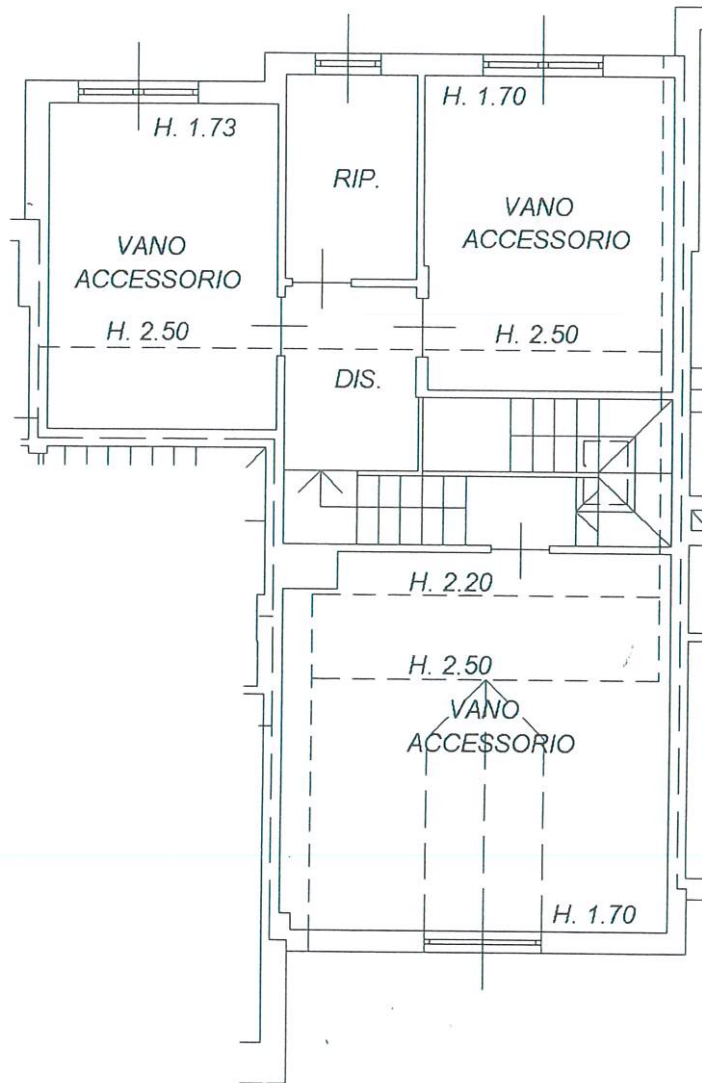 H. 1.73
H. 1.70
RIP.
VANO
ACCESSORIO
VANO
ACCESSORIO
H. 2.50
H. 2.50
DIS.
H. 2.20
H. 2.50
VANO
ACCESSORIO
H. 1.70